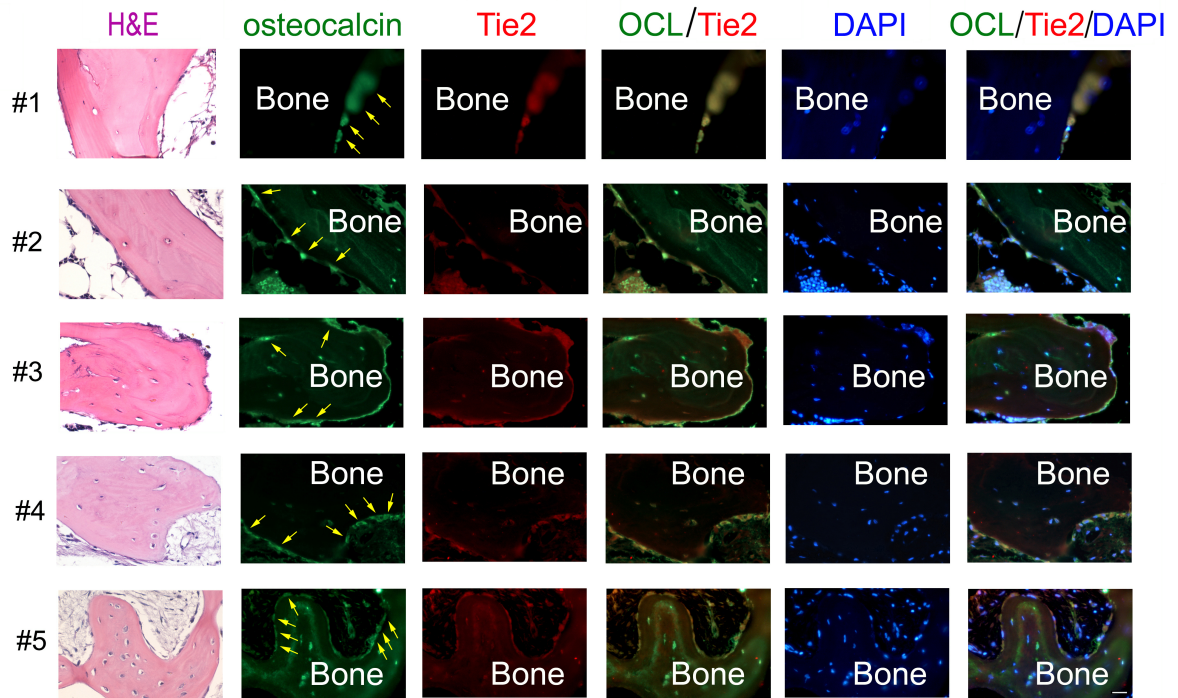 H&E osteocalcin Tie2 OCL/Tie2 DAPI OCL/Tie2/DAPI
#1 Bone Bone Bone Bone Bone
#2 Bone Bone Bone Bone Bone
#3 Bone Bone Bone Bone Bone
#4 Bone Bone Bone Bone Bone
#5 Bone Bone Bone Bone Bone